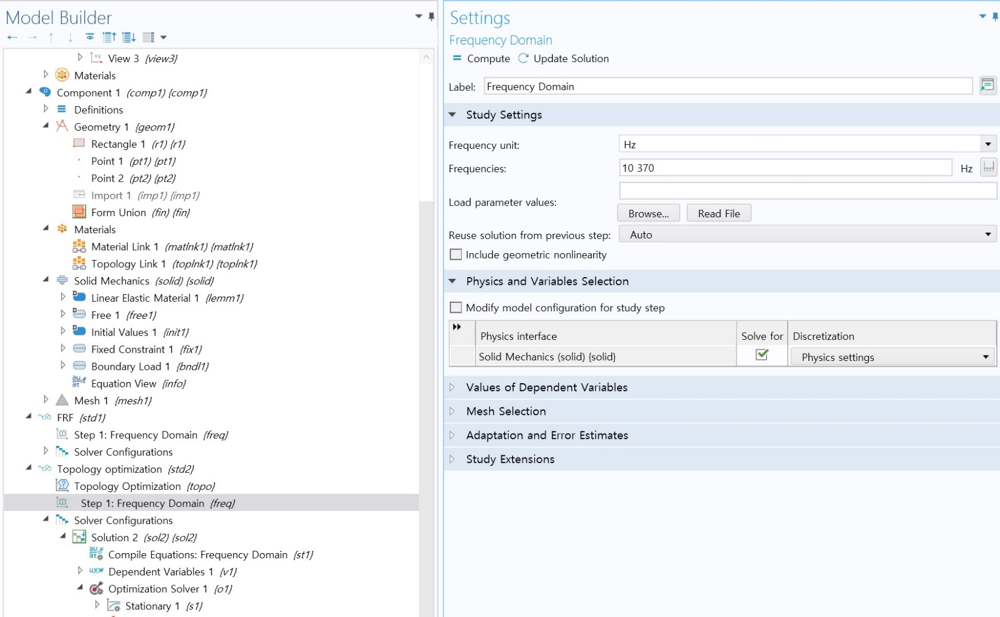 Model Builder
View 3 (view3)
Materials
Component 1 (comp1) {comp1}
Definitions
Geometry 1 {geom1}
Rectangle 1 (r1) {r1}
Point 1 (pt1) {pt1}
Point 2 (pt2) {pt2}
Import 1 (imp1) {imp1}
Form Union (fin) {fin}
Materials
Material Link 1 (matlnk1) {matlnk1}
Topology Link 1 (toplnk1) {toplnk1}
Solid Mechanics (solid) {solid}
Linear Elastic Material 1 {lemm1}
Free 1 {free1}
Initial Values 1 {init1}
Fixed Constraint 1 {fix1}
Boundary Load 1 {bndl1}
Equation View {info}
Mesh 1 {mesh1}
FRF {std1}
Step 1: Frequency Domain {freq}
Solver Configurations
Topology optimization {std2}
Topology Optimization {topo}
Step 1: Frequency Domain {freq}
Solver Configurations
Solution 2 (sol2) {sol2}
Compile Equations: Frequency Domain {st1}
Dependent Variables 1 {v1}
Optimization Solver 1 {o1}
Stationary 1 {s1}
Settings
Frequency Domain
= Compute Update Solution
Label: Frequency Domain
Study Settings
Frequency unit: Hz
Frequencies: 10 370 Hz
Load parameter values:
Browse... Read File
Reuse solution from previous step: Auto
Include geometric nonlinearity
Physics and Variables Selection
Modify model configuration for study step
Physics interface Solve for Discretization
Solid Mechanics (solid) {solid} Physics settings
Values of Dependent Variables
Mesh Selection
Adaptation and Error Estimates
Study Extensions